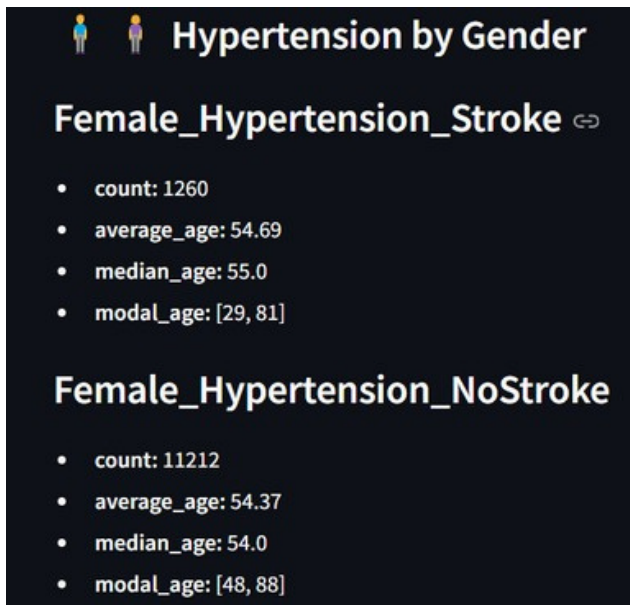 Hypertension by Gender
Female_Hypertension_Stroke
• count: 1260
• average_age: 54.69
• median_age: 55.0
• modal_age: [29, 81]
Female_Hypertension_NoStroke
• count: 11212
• average_age: 54.37
• median_age: 54.0
• modal_age: [48, 88]